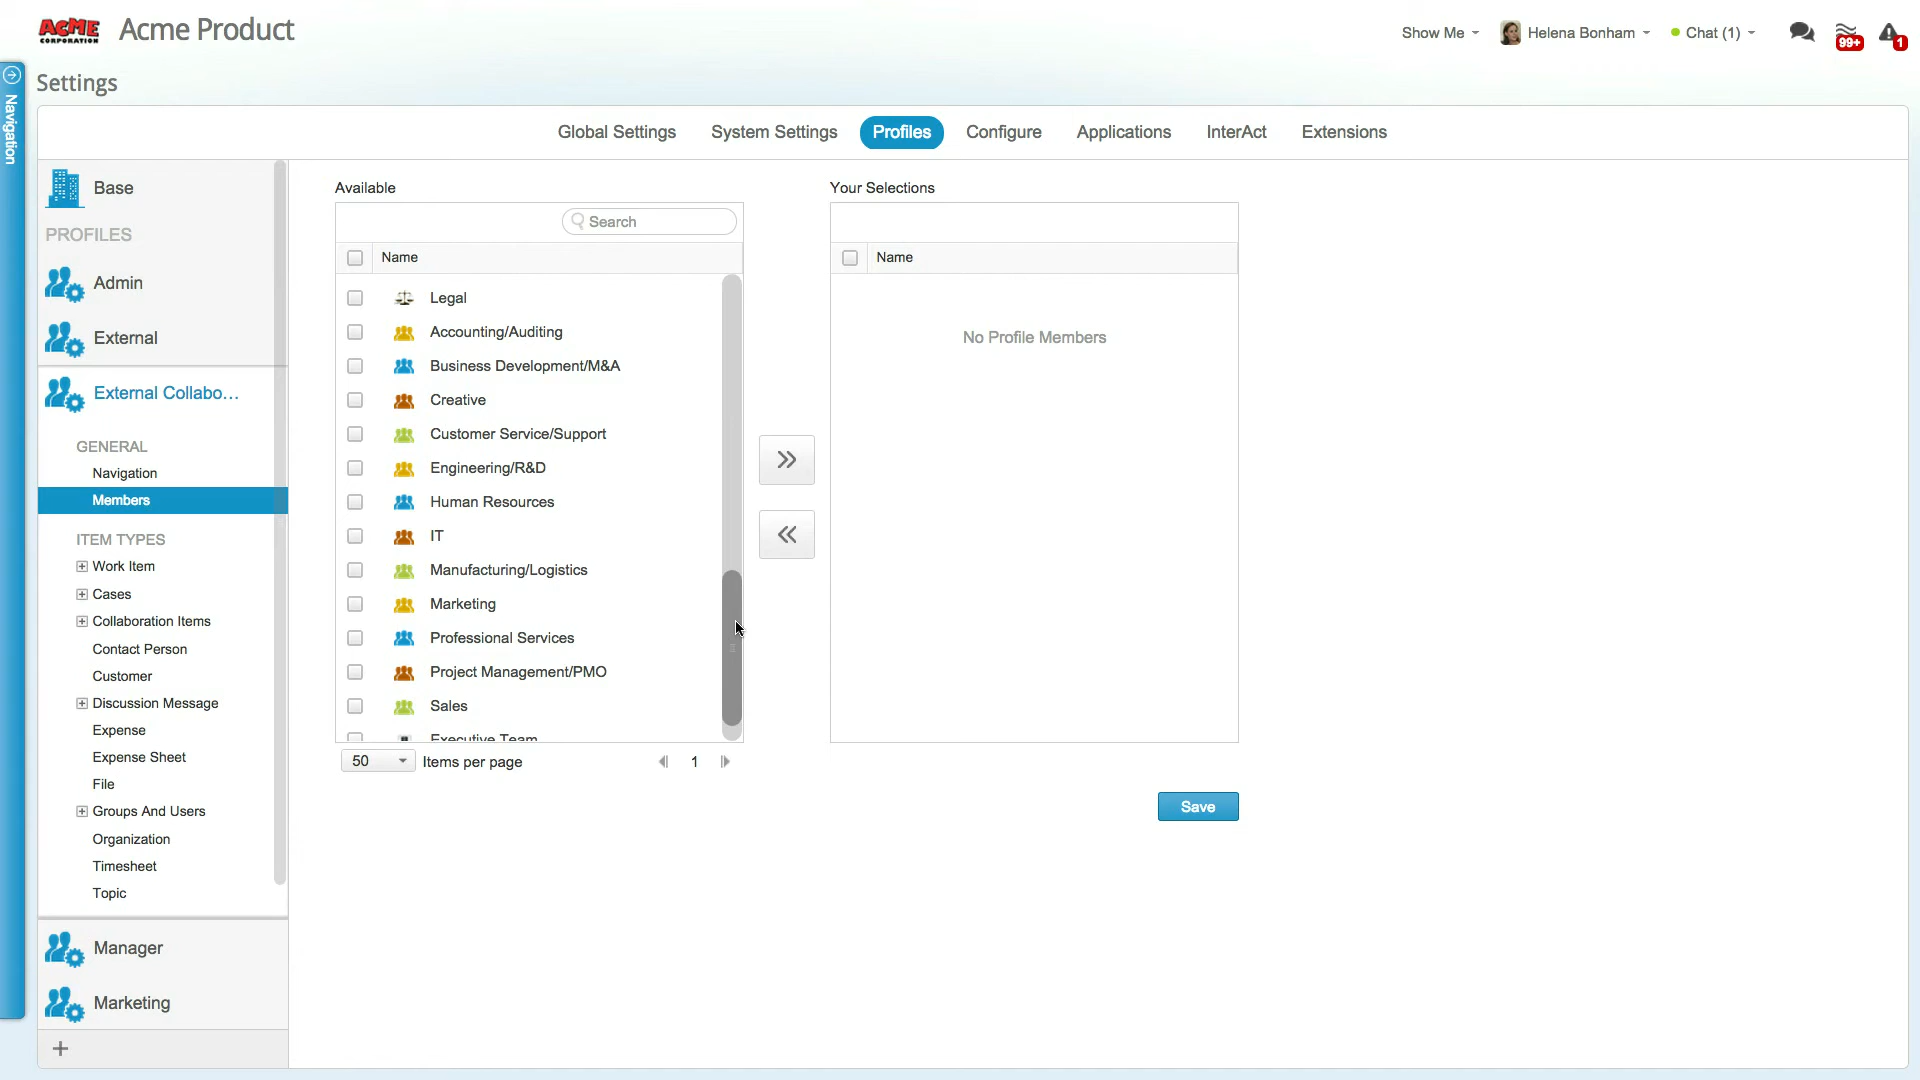 ACME
CORPORATION
Acme Product
Show Me
Helena Bonham
Chat (1)
99+
1
Navigation
Settings
Global Settings
System Settings
Profiles
Configure
Applications
InterAct
Extensions
Base
PROFILES
Admin
External
External Collabo...
GENERAL
Navigation
Members
ITEM TYPES
Work Item
Cases
Collaboration Items
Contact Person
Customer
Discussion Message
Expense
Expense Sheet
File
Groups And Users
Organization
Timesheet
Topic
Manager
Marketing
Available
Search
Name
Legal
Accounting/Auditing
Business Development/M&A
Creative
Customer Service/Support
Engineering/R&D
Human Resources
IT
Manufacturing/Logistics
Marketing
Professional Services
Project Management/PMO
Sales
Executive Team
50
Items per page
1
Your Selections
Name
No Profile Members
Save